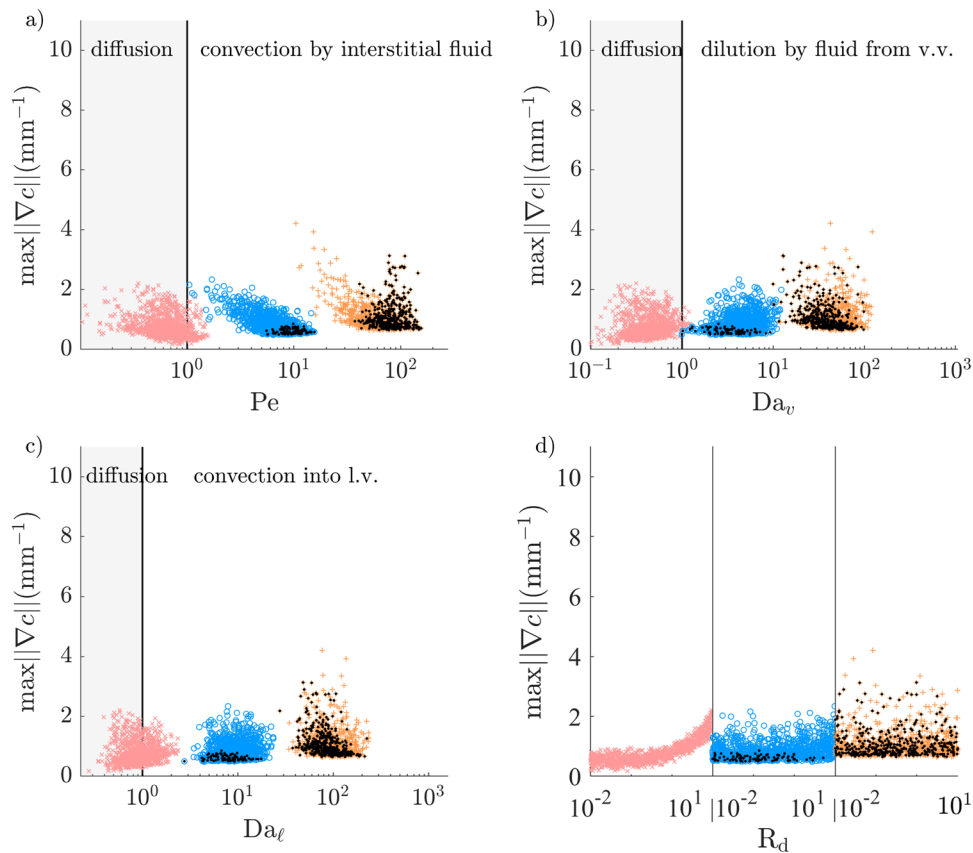 a)
diffusion
convection by interstitial fluid
max||∇c||(mm⁻¹)
10
8
6
4
2
0
10⁰
10¹
10²
Pe
b)
diffusion
dilution by fluid from v.v.
max||∇c||(mm⁻¹)
10
8
6
4
2
0
10⁻¹
10⁰
10¹
10²
10³
Daᵥ
c)
diffusion
convection into l.v.
max||∇c||(mm⁻¹)
10
8
6
4
2
0
10⁰
10¹
10²
10³
Da_ℓ
d)
max||∇c||(mm⁻¹)
10
8
6
4
2
0
10⁻²
10¹|10⁻²
10¹|10⁻²
10¹
R_d